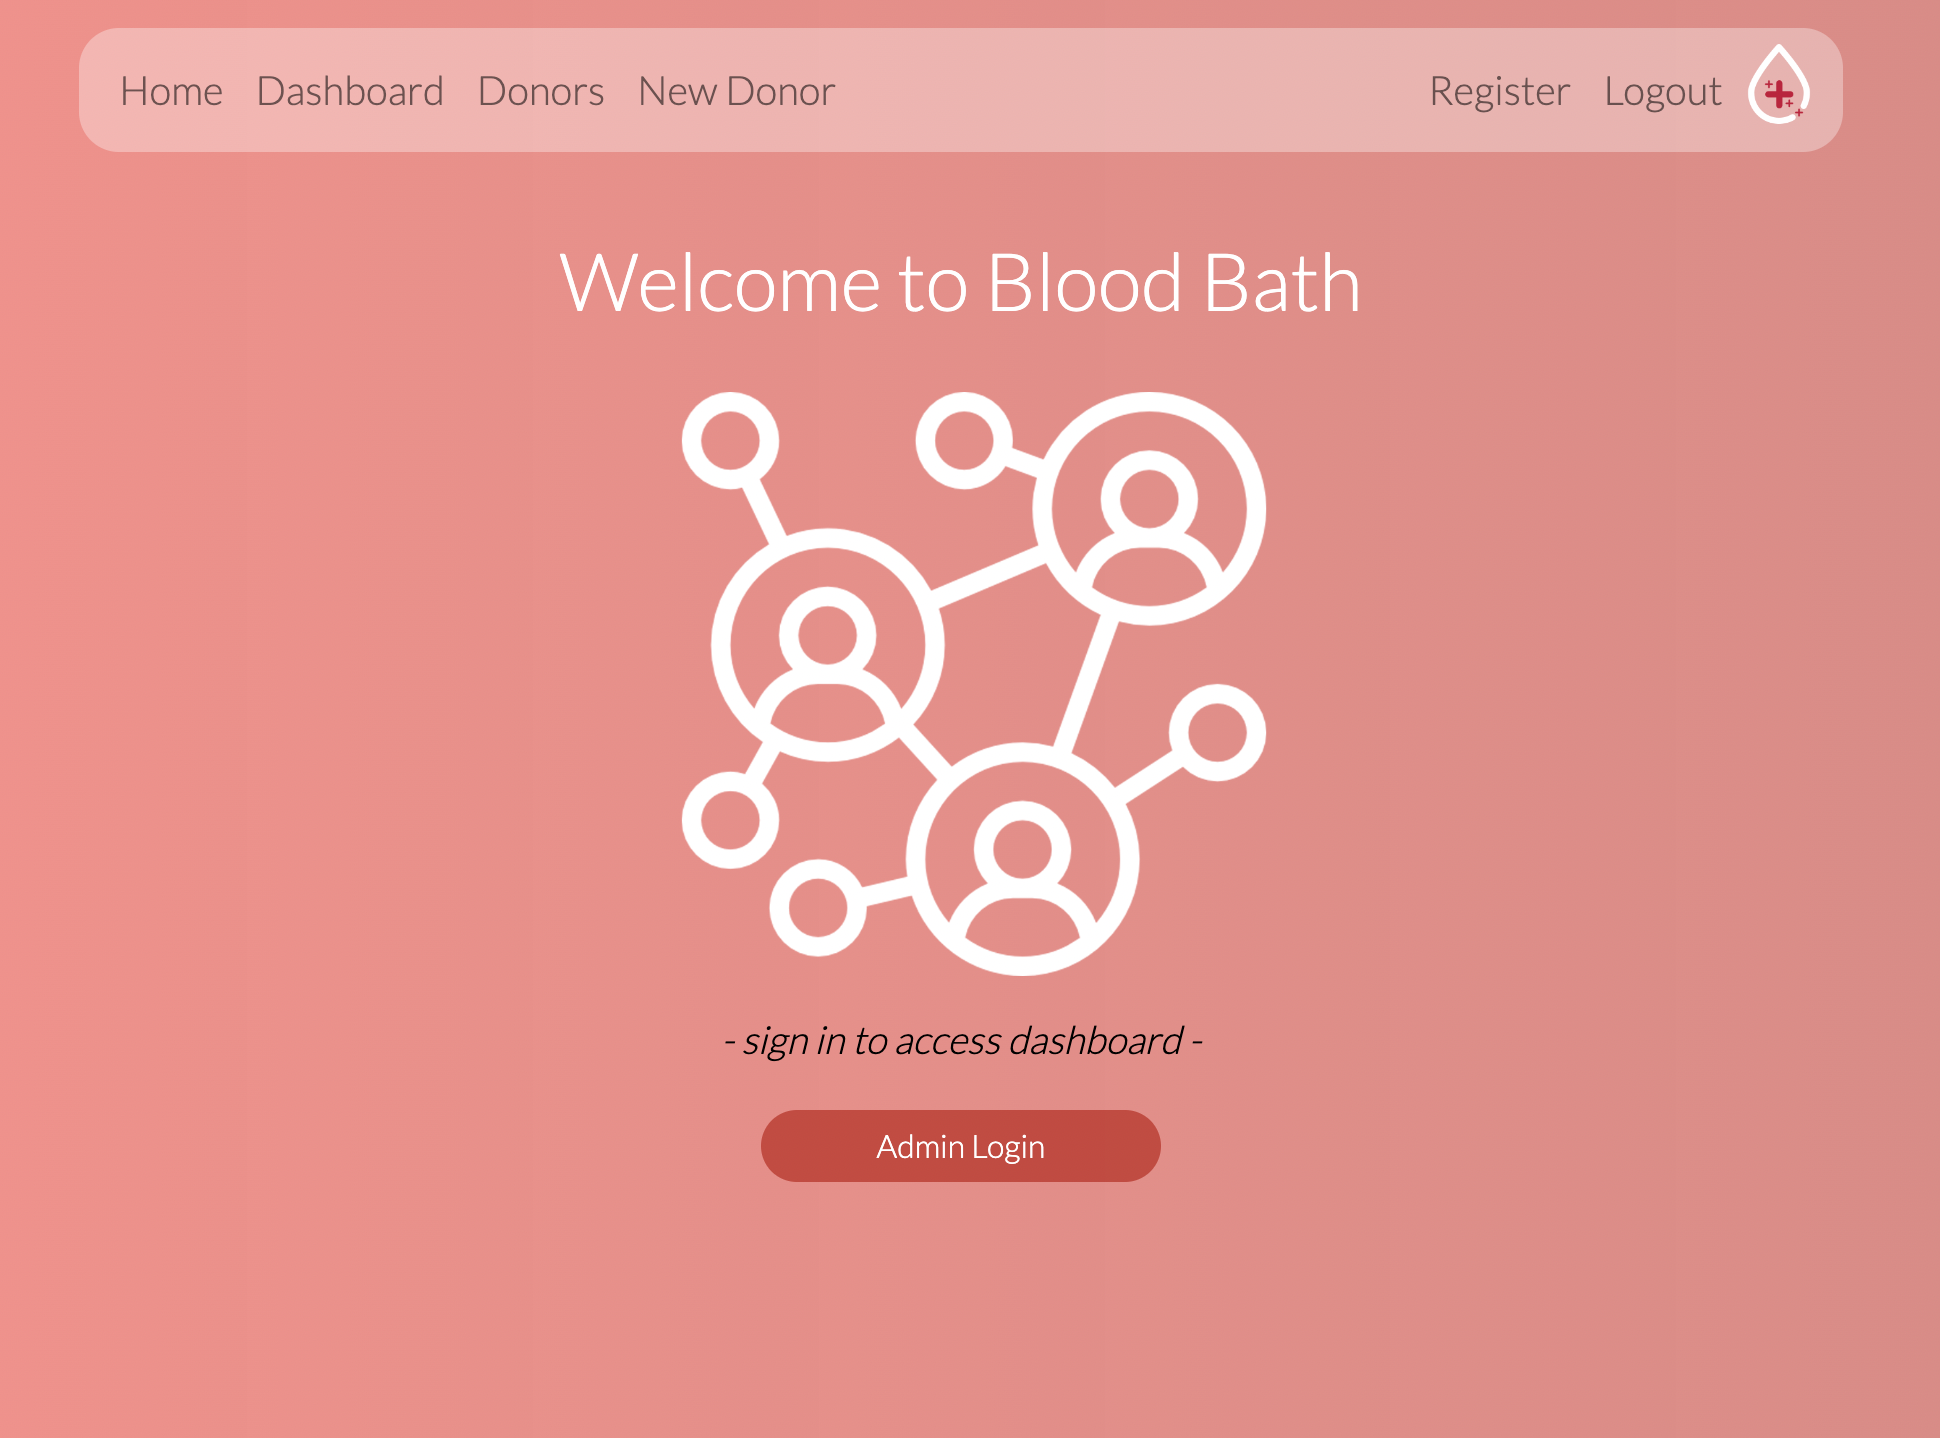 Home Dashboard Donors New Donor Register Logout
Welcome to Blood Bath
- sign in to access dashboard -
Admin Login